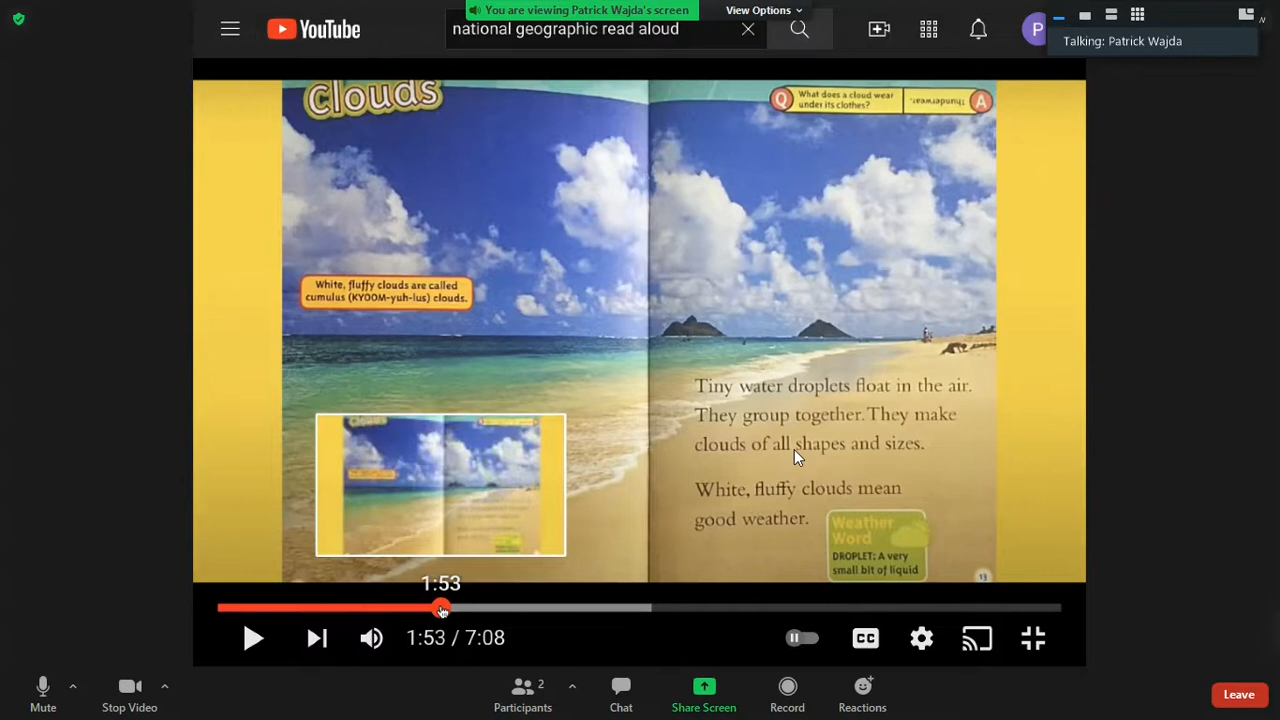 You are viewing Patrick Wajda's screen
View Options
YouTube
national geographic read aloud
P
Talking: Patrick Wajda
Clouds
Q
What does a cloud wear
under its clothes?
Thunderwear.
A
White, fluffy clouds are called
cumulus (KYOOM-yuh-lus) clouds.
Tiny water droplets float in the air.
They group together. They make
clouds of all shapes and sizes.
White, fluffy clouds mean
good weather.
Weather
Word
DROPLET: A very
small bit of liquid
13
1:53
1:53 / 7:08
CC
2
Mute
Stop Video
Participants
Chat
Share Screen
Record
Reactions
Leave